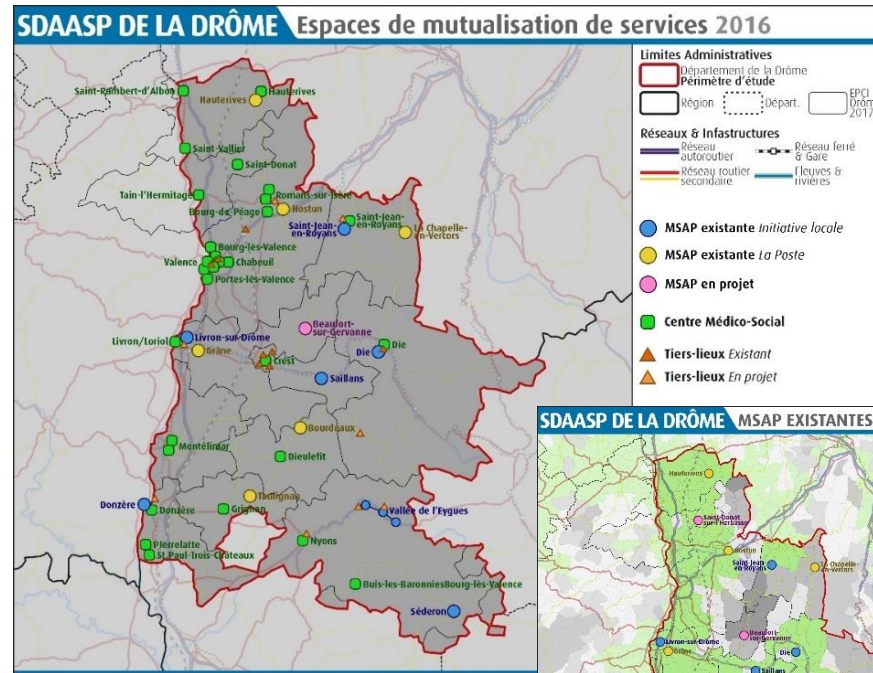 SDAASP DE LA DRÔME Espaces de mutualisation de services 2016
Limites Administratives
Département de la Drôme
Périmètre d'étude
Région
Départ.
EPCI
Drôme
2017
Réseaux & Infastructures
Réseau
autoroutier
Réseau ferré
& Gare
Réseau routier
secondaire
Fleuves &
rivières
MSAP existante Initiative locale
MSAP existante La Poste
MSAP en projet
Centre Médico-Social
Tiers-lieux Existant
Tiers-lieux En projet
Saint-Rambert-d'Albon
Hauterives
Hauterives
Saint-Vallier
Saint-Donat
Tain-l'Hermitage
Romans-sur-Isère
Bourg-de-Péage
Hostun
Saint-Jean-
en-Royans
Saint-Jean-
en-Royans
La Chapelle-
en-Vercors
Bourg-lès-Valence
Valence
Chabeuil
Portes-lès-Valence
Beaufort-
sur-Gervanne
Livron/Loriol
Livron-sur-Drôme
Grâne
Crest
Die
Die
Saillans
Bourdeaux
Montélimar
Dieulefit
Taulignan
Donzère
Donzère
Grignan
Vallée de l'Eygues
Nyons
Pierrelatte
St Paul-Trois-Châteaux
Buis-les-BaronniesBourg-lès-Valence
Séderon
SDAASP DE LA DRÔME MSAP EXISTANTES
Hauterives
Saint-Donat
sur-l'Herbasse
Hostun
Saint-Jean
en-Royans
La Chapelle-
en-Vercors
Beaufort-
sur-Gervanne
Livron-sur-Drôme
Grâne
Die
Saillans